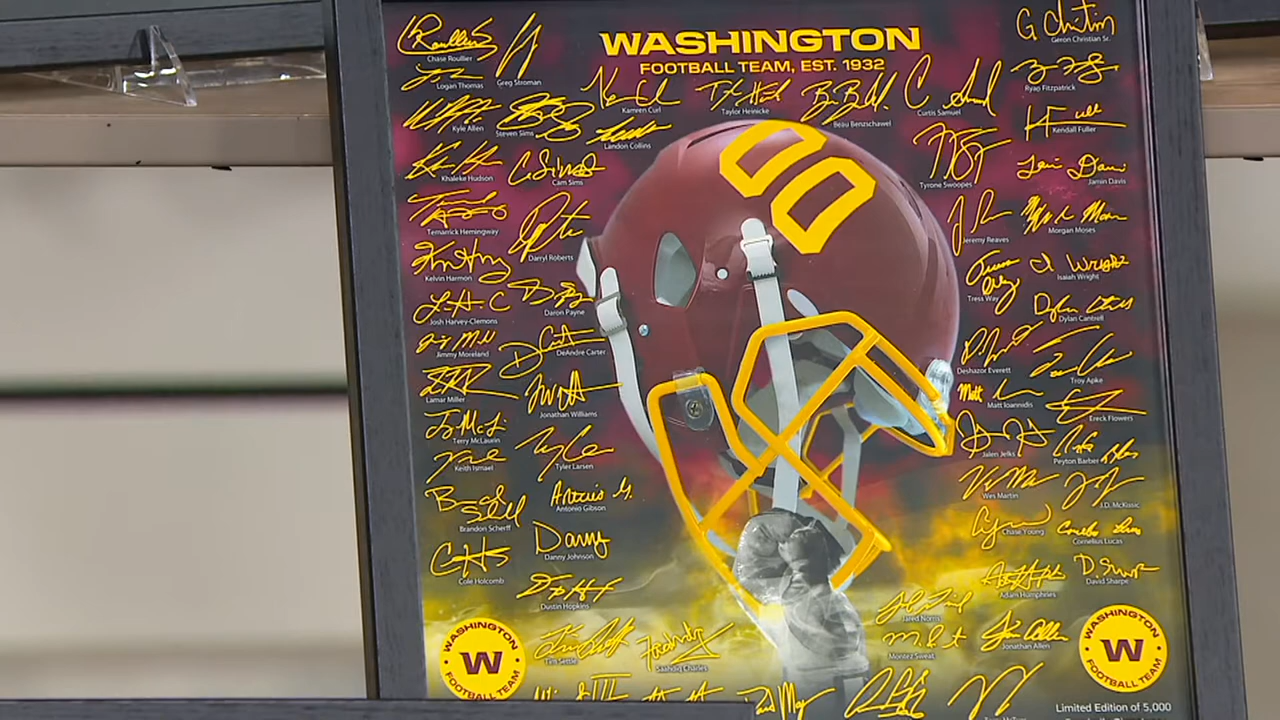 WASHINGTON
FOOTBALL TEAM, EST. 1932
Geron Christian Sr.
Chase Roullier
Greg Stroman
Logan Thomas
Kamren Curl
Taylor Heinicke
Beau Benzschawel
Curtis Samuel
Ryan Fitzpatrick
Kyle Allen
Steven Sims
Landon Collins
Kendall Fuller
Khaleke Hudson
Cam Sims
Tyrone Swoopes
Jamin Davis
Temarrick Hemingway
Darryl Roberts
Jeremy Reaves
Morgan Moses
Kelvin Harmon
Isaiah Wright
Tress Way
Josh Harvey-Clemons
Daron Payne
Dylan Cantrell
Jimmy Moreland
DeAndre Carter
Deshazor Everett
Troy Apke
Lamar Miller
Jonathan Williams
Matt Ioannidis
Ereck Flowers
Terry McLaurin
Jalen Jelks
Peyton Barber
Keith Ismael
Tyler Larsen
Wes Martin
J.D. McKissic
Brandon Scherff
Antonio Gibson
Chase Young
Cornelius Lucas
Cole Holcomb
Danny Johnson
Adam Humphries
David Sharpe
Dustin Hopkins
Jared Norris
Tim Settle
Saahdiq Charles
Montez Sweat
Jonathan Allen
WASHINGTON
W
FOOTBALL TEAM
WASHINGTON
W
FOOTBALL TEAM
Limited Edition of 5,000